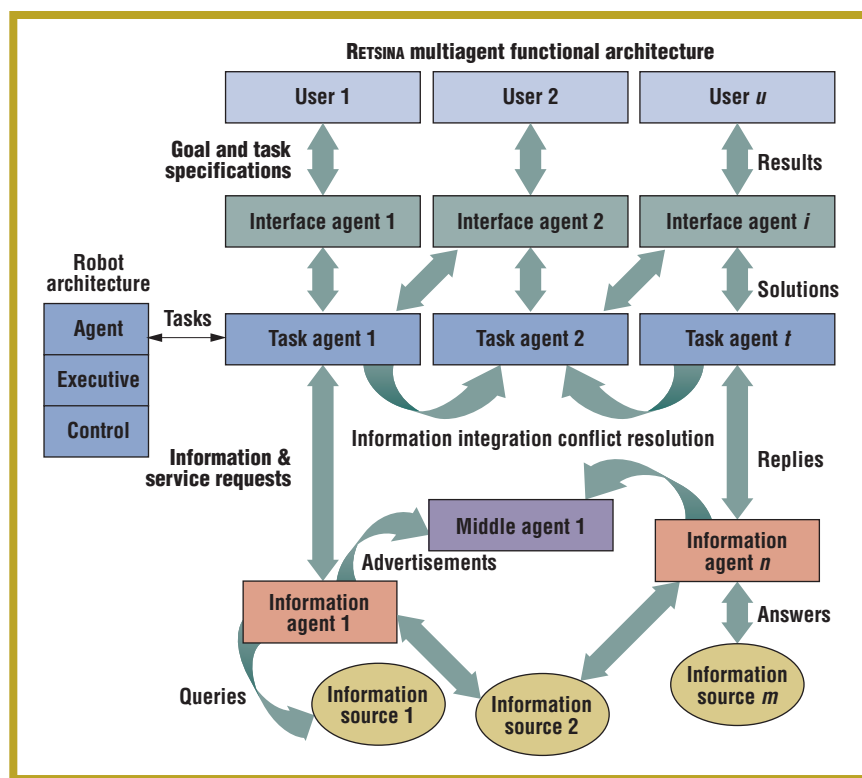 RETSINA multiagent functional architecture
User 1
User 2
User u
Goal and task
specifications
Results
Interface agent 1
Interface agent 2
Interface agent i
Robot
architecture
Solutions
Agent
Tasks
Task agent 1
Task agent 2
Task agent t
Executive
Control
Information integration conflict resolution
Information &
service requests
Replies
Middle agent 1
Advertisements
Information
agent n
Information
agent 1
Answers
Queries
Information
source 1
Information
source 2
Information
source m